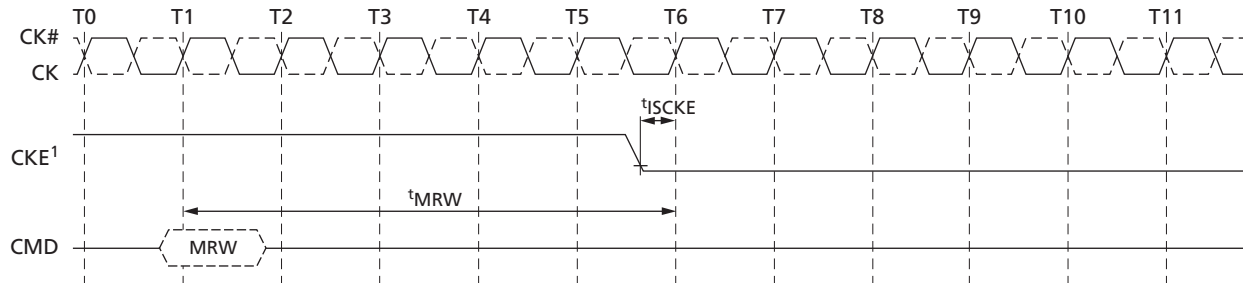 T0 T1 T2 T3 T4 T5 T6 T7 T8 T9 T10 T11
CK#
CK
tISCKE
CKE1
tMRW
CMD MRW